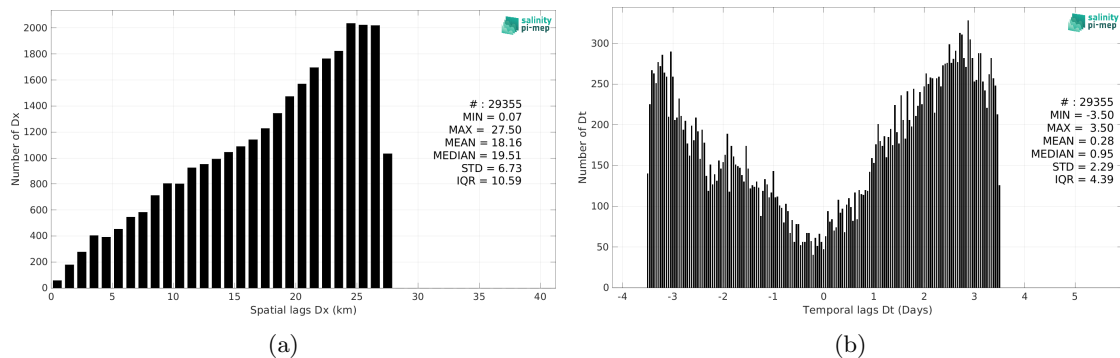 salinity
pi-mep
Number of Dx
2000
1800
1600
1400
1200
1000
800
600
400
200
0
# : 29355
MIN = 0.07
MAX = 27.50
MEAN = 18.16
MEDIAN = 19.51
STD = 6.73
IQR = 10.59
0 5 10 15 20 25 30 35 40
Spatial lags Dx (km)
(a)
salinity
pi-mep
Number of Dt
300
250
200
150
100
50
0
# : 29355
MIN = -3.50
MAX = 3.50
MEAN = 0.28
MEDIAN = 0.95
STD = 2.29
IQR = 4.39
-4 -3 -2 -1 0 1 2 3 4 5
Temporal lags Dt (Days)
(b)